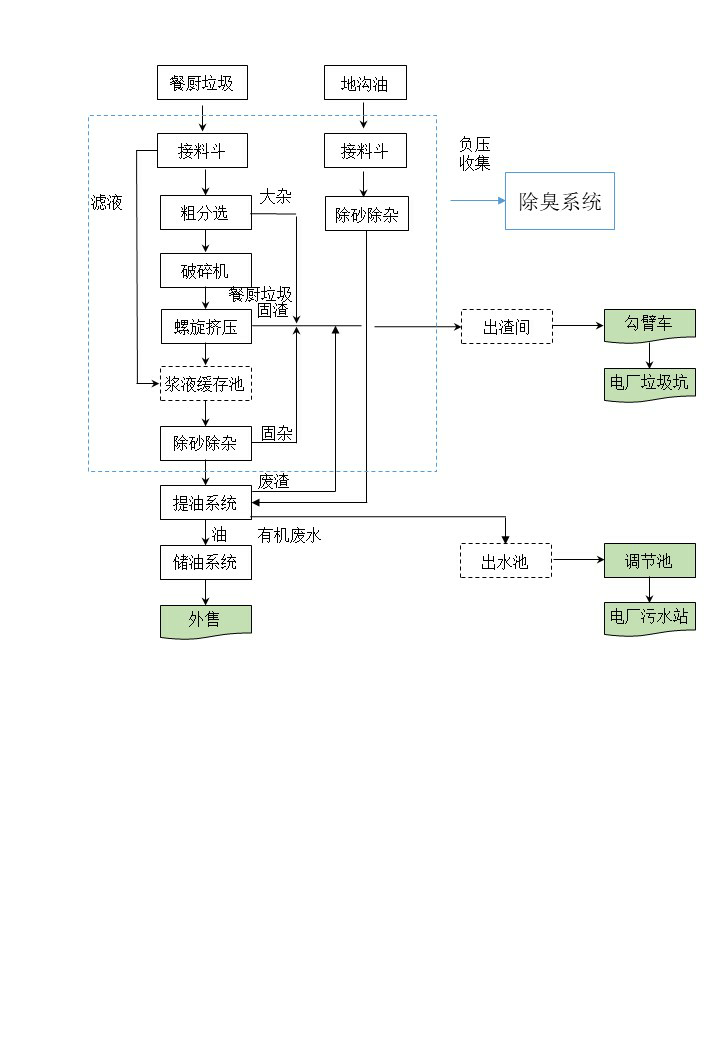 餐厨垃圾
地沟油
接料斗
接料斗
负压
收集
滤液
大杂
粗分选
除砂除杂
除臭系统
破碎机
餐厨垃圾
固渣
螺旋挤压
出渣间
勾臂车
浆液缓存池
电厂垃圾坑
除砂除杂
固杂
废渣
提油系统
油
有机废水
储油系统
出水池
调节池
外售
电厂污水站